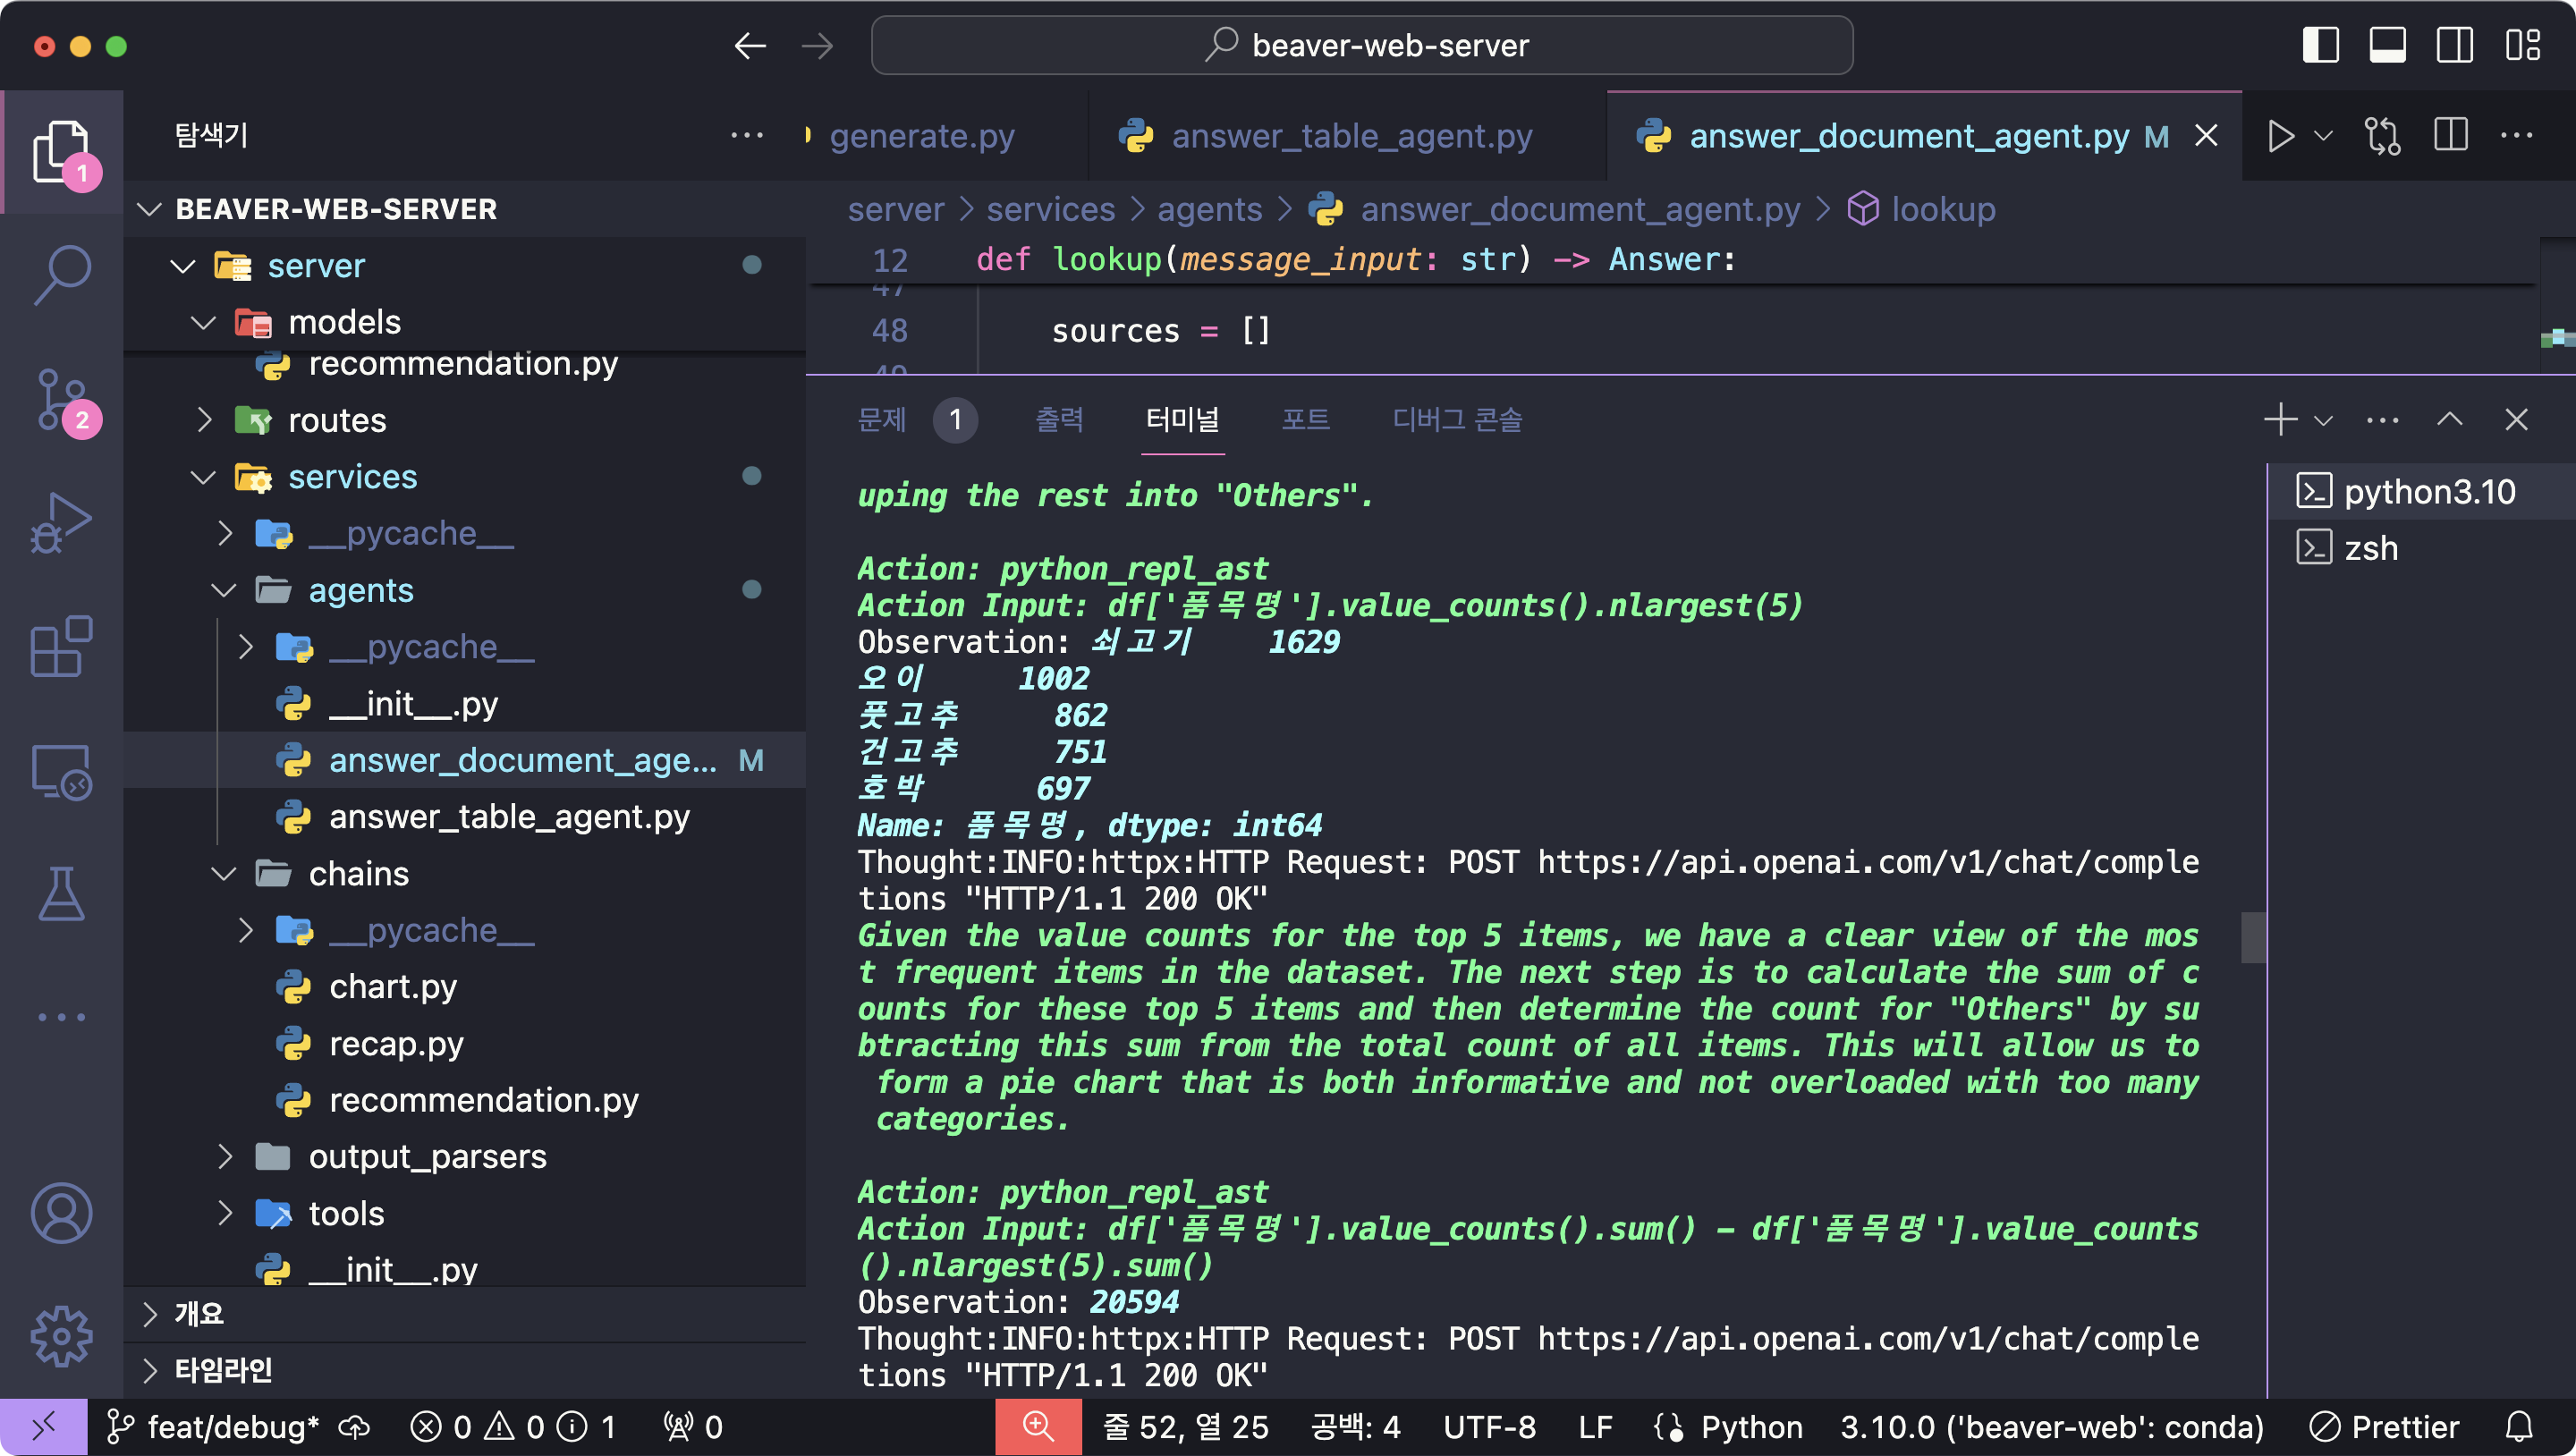 beaver-web-server
1
탐색기
generate.py
answer_table_agent.py
answer_document_agent.py M
BEAVER-WEB-SERVER
server > services > agents > answer_document_agent.py > lookup
server
12 def lookup(message_input: str) -> Answer:
47
models
48 sources = []
recommendation.py
49
2
routes
문제 1 출력 터미널 포트 디버그 콘솔
services
__pycache__
agents
__pycache__
__init__.py
answer_document_age... M
answer_table_agent.py
chains
__pycache__
chart.py
recap.py
recommendation.py
output_parsers
tools
__init__.py
개요
타임라인
uping the rest into "Others".
Action: python_repl_ast
Action Input: df['품목명'].value_counts().nlargest(5)
Observation: 쇠고기 1629
오이 1002
풋고추 862
건고추 751
호박 697
Name: 품목명, dtype: int64
Thought:INFO:httpx:HTTP Request: POST https://api.openai.com/v1/chat/comple
tions "HTTP/1.1 200 OK"
Given the value counts for the top 5 items, we have a clear view of the mos
t frequent items in the dataset. The next step is to calculate the sum of c
ounts for these top 5 items and then determine the count for "Others" by su
btracting this sum from the total count of all items. This will allow us to
form a pie chart that is both informative and not overloaded with too many
categories.
Action: python_repl_ast
Action Input: df['품목명'].value_counts().sum() - df['품목명'].value_counts
().nlargest(5).sum()
Observation: 20594
Thought:INFO:httpx:HTTP Request: POST https://api.openai.com/v1/chat/comple
tions "HTTP/1.1 200 OK"
python3.10
zsh
feat/debug* 0 0 1 0 줄 52, 열 25 공백: 4 UTF-8 LF Python 3.10.0 ('beaver-web': conda) Prettier